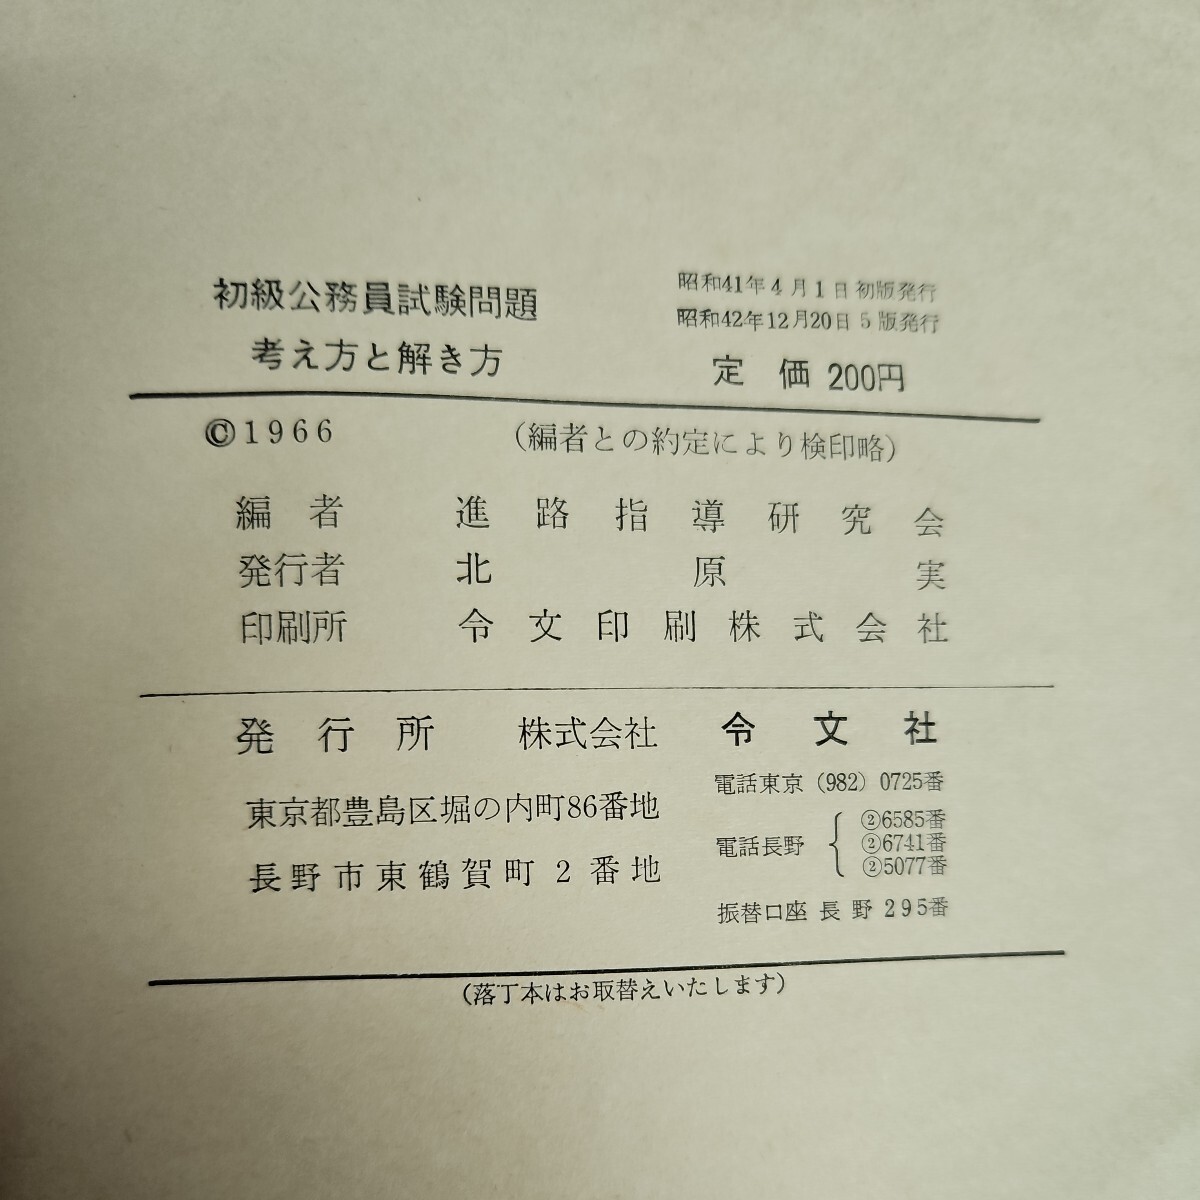 初級公務員試験問題
考え方と解き方
昭和41年4月1日初版発行
昭和42年12月20日5版発行
定価 200円
©1966 (編者との約定により検印略)
編者 進路指導研究会
発行者 北原実
印刷所 令文印刷株式会社
発行所 株式会社 令文社
東京都豊島区堀の内町86番地
長野市東鶴賀町2番地
電話東京 (982) 0725番
電話長野 { ②6585番
②6741番
②5077番
振替口座 長野 295番
(落丁本はお取替えいたします)